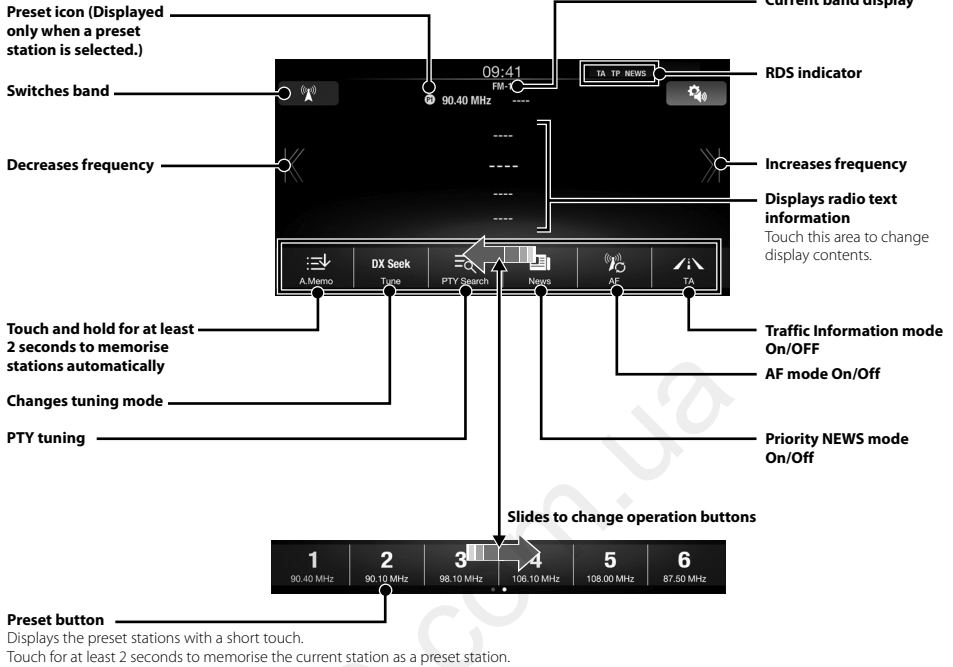 Preset icon (Displayed
only when a preset
station is selected.)
Current band display
Switches band
RDS indicator
09:41
TA TP NEWS
FM-1
P1 90.40 MHz ----
----
----
----
----
Decreases frequency
Increases frequency
Displays radio text
information
Touch this area to change
display contents.
DX Seek
A.Memo Tune PTY Search News AF TA
Touch and hold for at least
2 seconds to memorise
stations automatically
Traffic Information mode
On/OFF
AF mode On/Off
Changes tuning mode
PTY tuning
Priority NEWS mode
On/Off
Slides to change operation buttons
1 2 3 4 5 6
90.40 MHz 90.10 MHz 98.10 MHz 106.10 MHz 108.00 MHz 87.50 MHz
Preset button
Displays the preset stations with a short touch.
Touch for at least 2 seconds to memorise the current station as a preset station.
com.ua